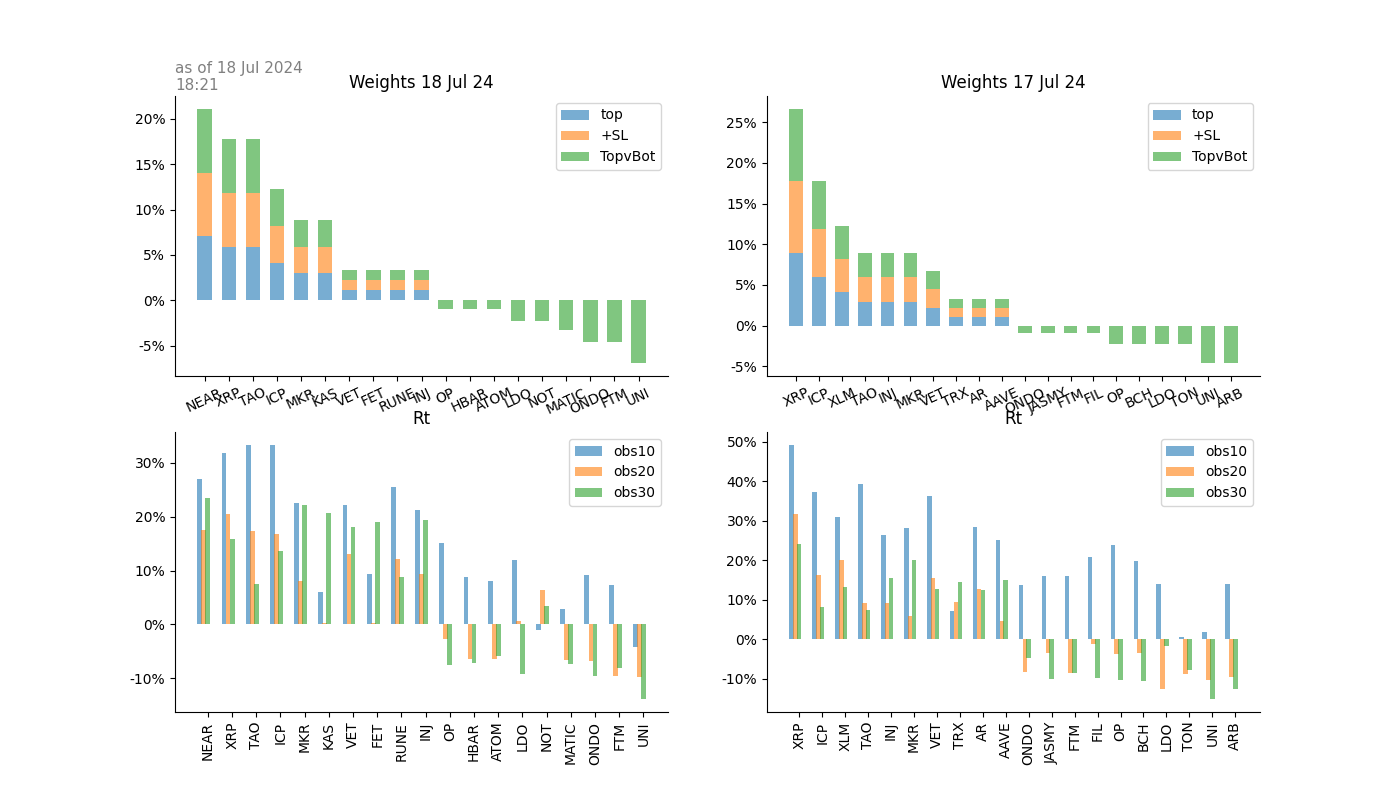 as of 18 Jul 2024
18:21
Weights 18 Jul 24
20%
15%
10%
5%
0%
-5%
top
+SL
TopvBot
NEAR XRP TAO ICP MKR KAS VET FET RUNE INJ OP HBAR ATOM LDO NOT MATIC ONDO FTM UNI
Weights 17 Jul 24
25%
20%
15%
10%
5%
0%
-5%
top
+SL
TopvBot
XRP ICP XLM TAO INJ MKR VET TRX AR AAVE ONDO JASMY FTM FIL OP BCH LDO TON UNI ARB
Rt
30%
20%
10%
0%
-10%
obs10
obs20
obs30
NEAR XRP TAO ICP MKR KAS VET FET RUNE INJ OP HBAR ATOM LDO NOT MATIC ONDO FTM UNI
Rt
50%
40%
30%
20%
10%
0%
-10%
obs10
obs20
obs30
XRP ICP XLM TAO INJ MKR VET TRX AR AAVE ONDO JASMY FTM FIL OP BCH LDO TON UNI ARB